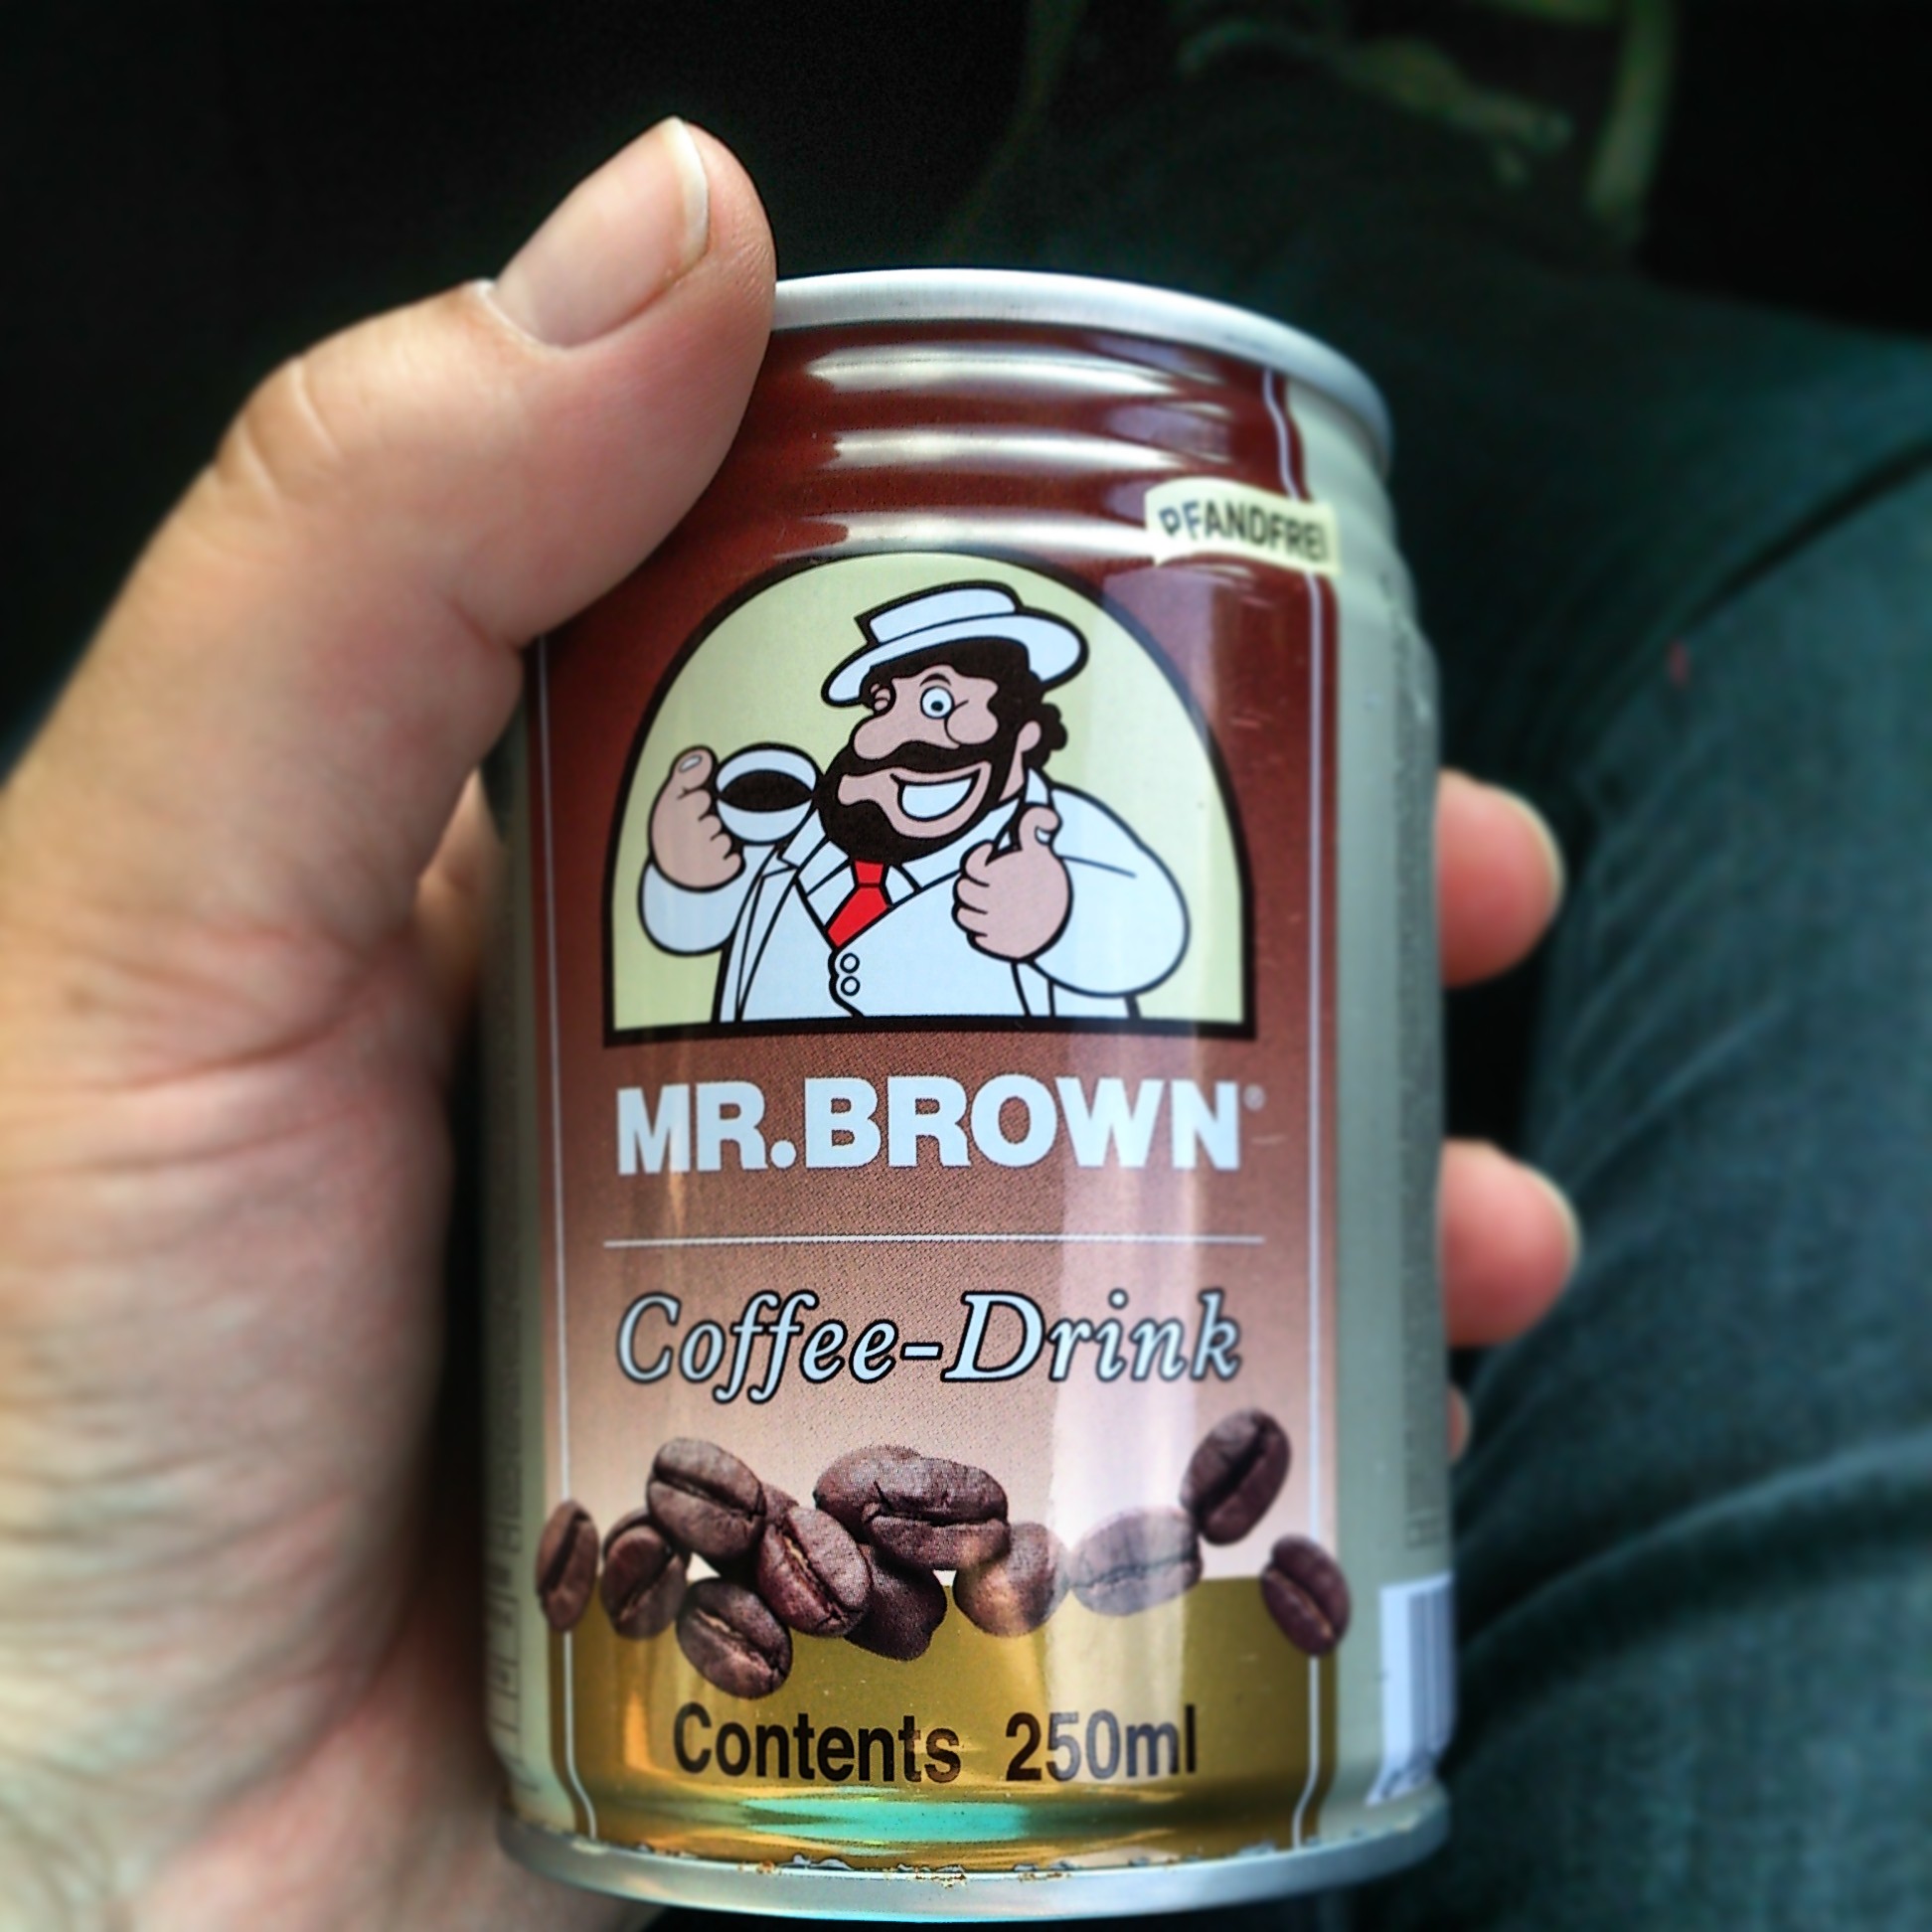 PFANDFREI
MR.BROWN®
Coffee-Drink
Contents 250ml